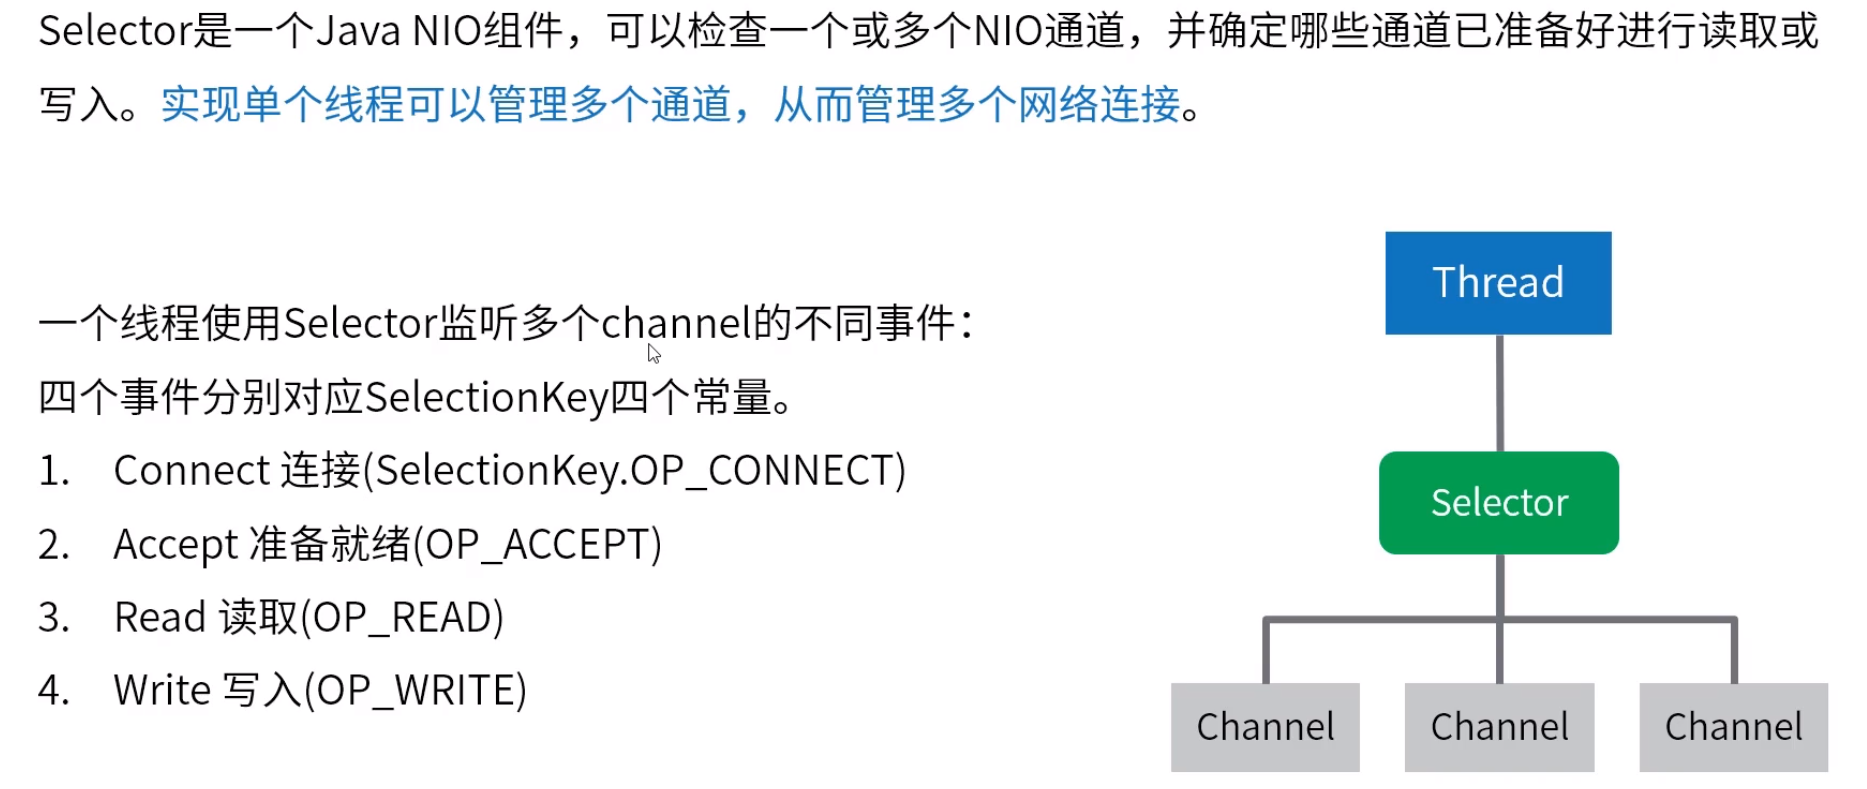 Selector是一个Java NIO组件，可以检查一个或多个NIO通道，并确定哪些通道已准备好进行读取或
写入。实现单个线程可以管理多个通道，从而管理多个网络连接。
一个线程使用Selector监听多个channel的不同事件：
四个事件分别对应SelectionKey四个常量。
1. Connect 连接(SelectionKey.OP_CONNECT)
2. Accept 准备就绪(OP_ACCEPT)
3. Read 读取(OP_READ)
4. Write 写入(OP_WRITE)
Thread
Selector
Channel Channel Channel